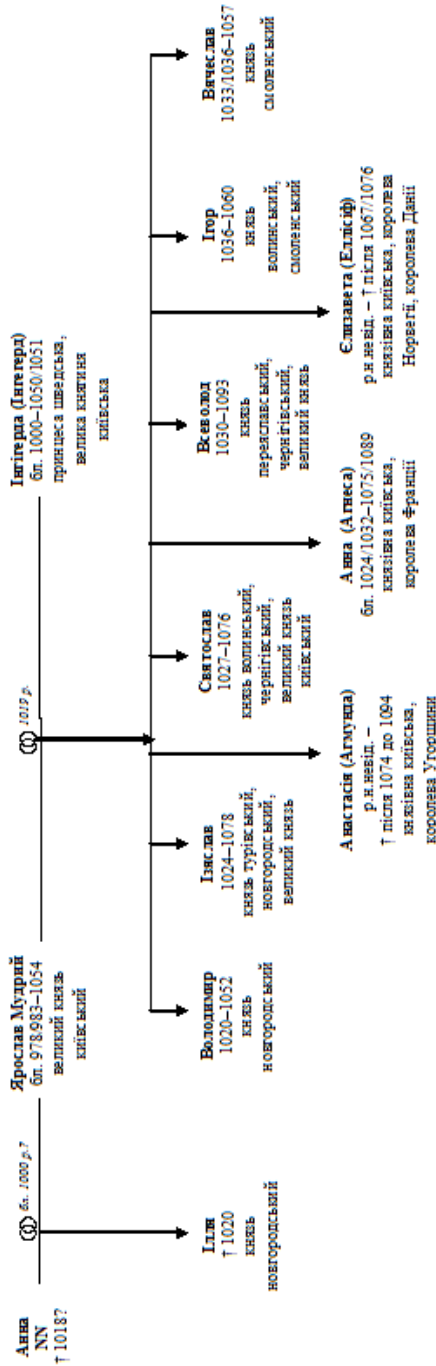 Анна
NN
† 1018?
бл. 1000 р.?
Ярослав Мудрий
бл. 978/983–1054
великий князь
київський
1019 р.
Інгігерда (Інгегерд)
бл. 1000–1050/1051
принцеса шведська,
велика княгиня
київська
Ілля
† 1020
князь
новгородський
Володимир
1020–1052
князь
новгородський
Ізяслав
1024–1078
князь турівський,
новгородський,
великий князь
Святослав
1027–1076
князь волинський,
чернігівський,
великий князь
київський
Всеволод
1030–1093
князь
переяславський,
чернігівський,
великий князь
Ігор
1036–1060
князь
волинський,
смоленський
Вячеслав
1033/1036–1057
князь
смоленський
Анастасія (Агмунда)
р.н.невід. –
† після 1074 до 1094
князівна київська,
королева Угорщини
Анна (Агнеса)
бл. 1024/1032–1075/1089
князівна київська,
королева Франції
Єлизавета (Еллісіф)
р.н.невід. – † після 1067/1076
князівна київська, королева
Норвегії, королева Данії